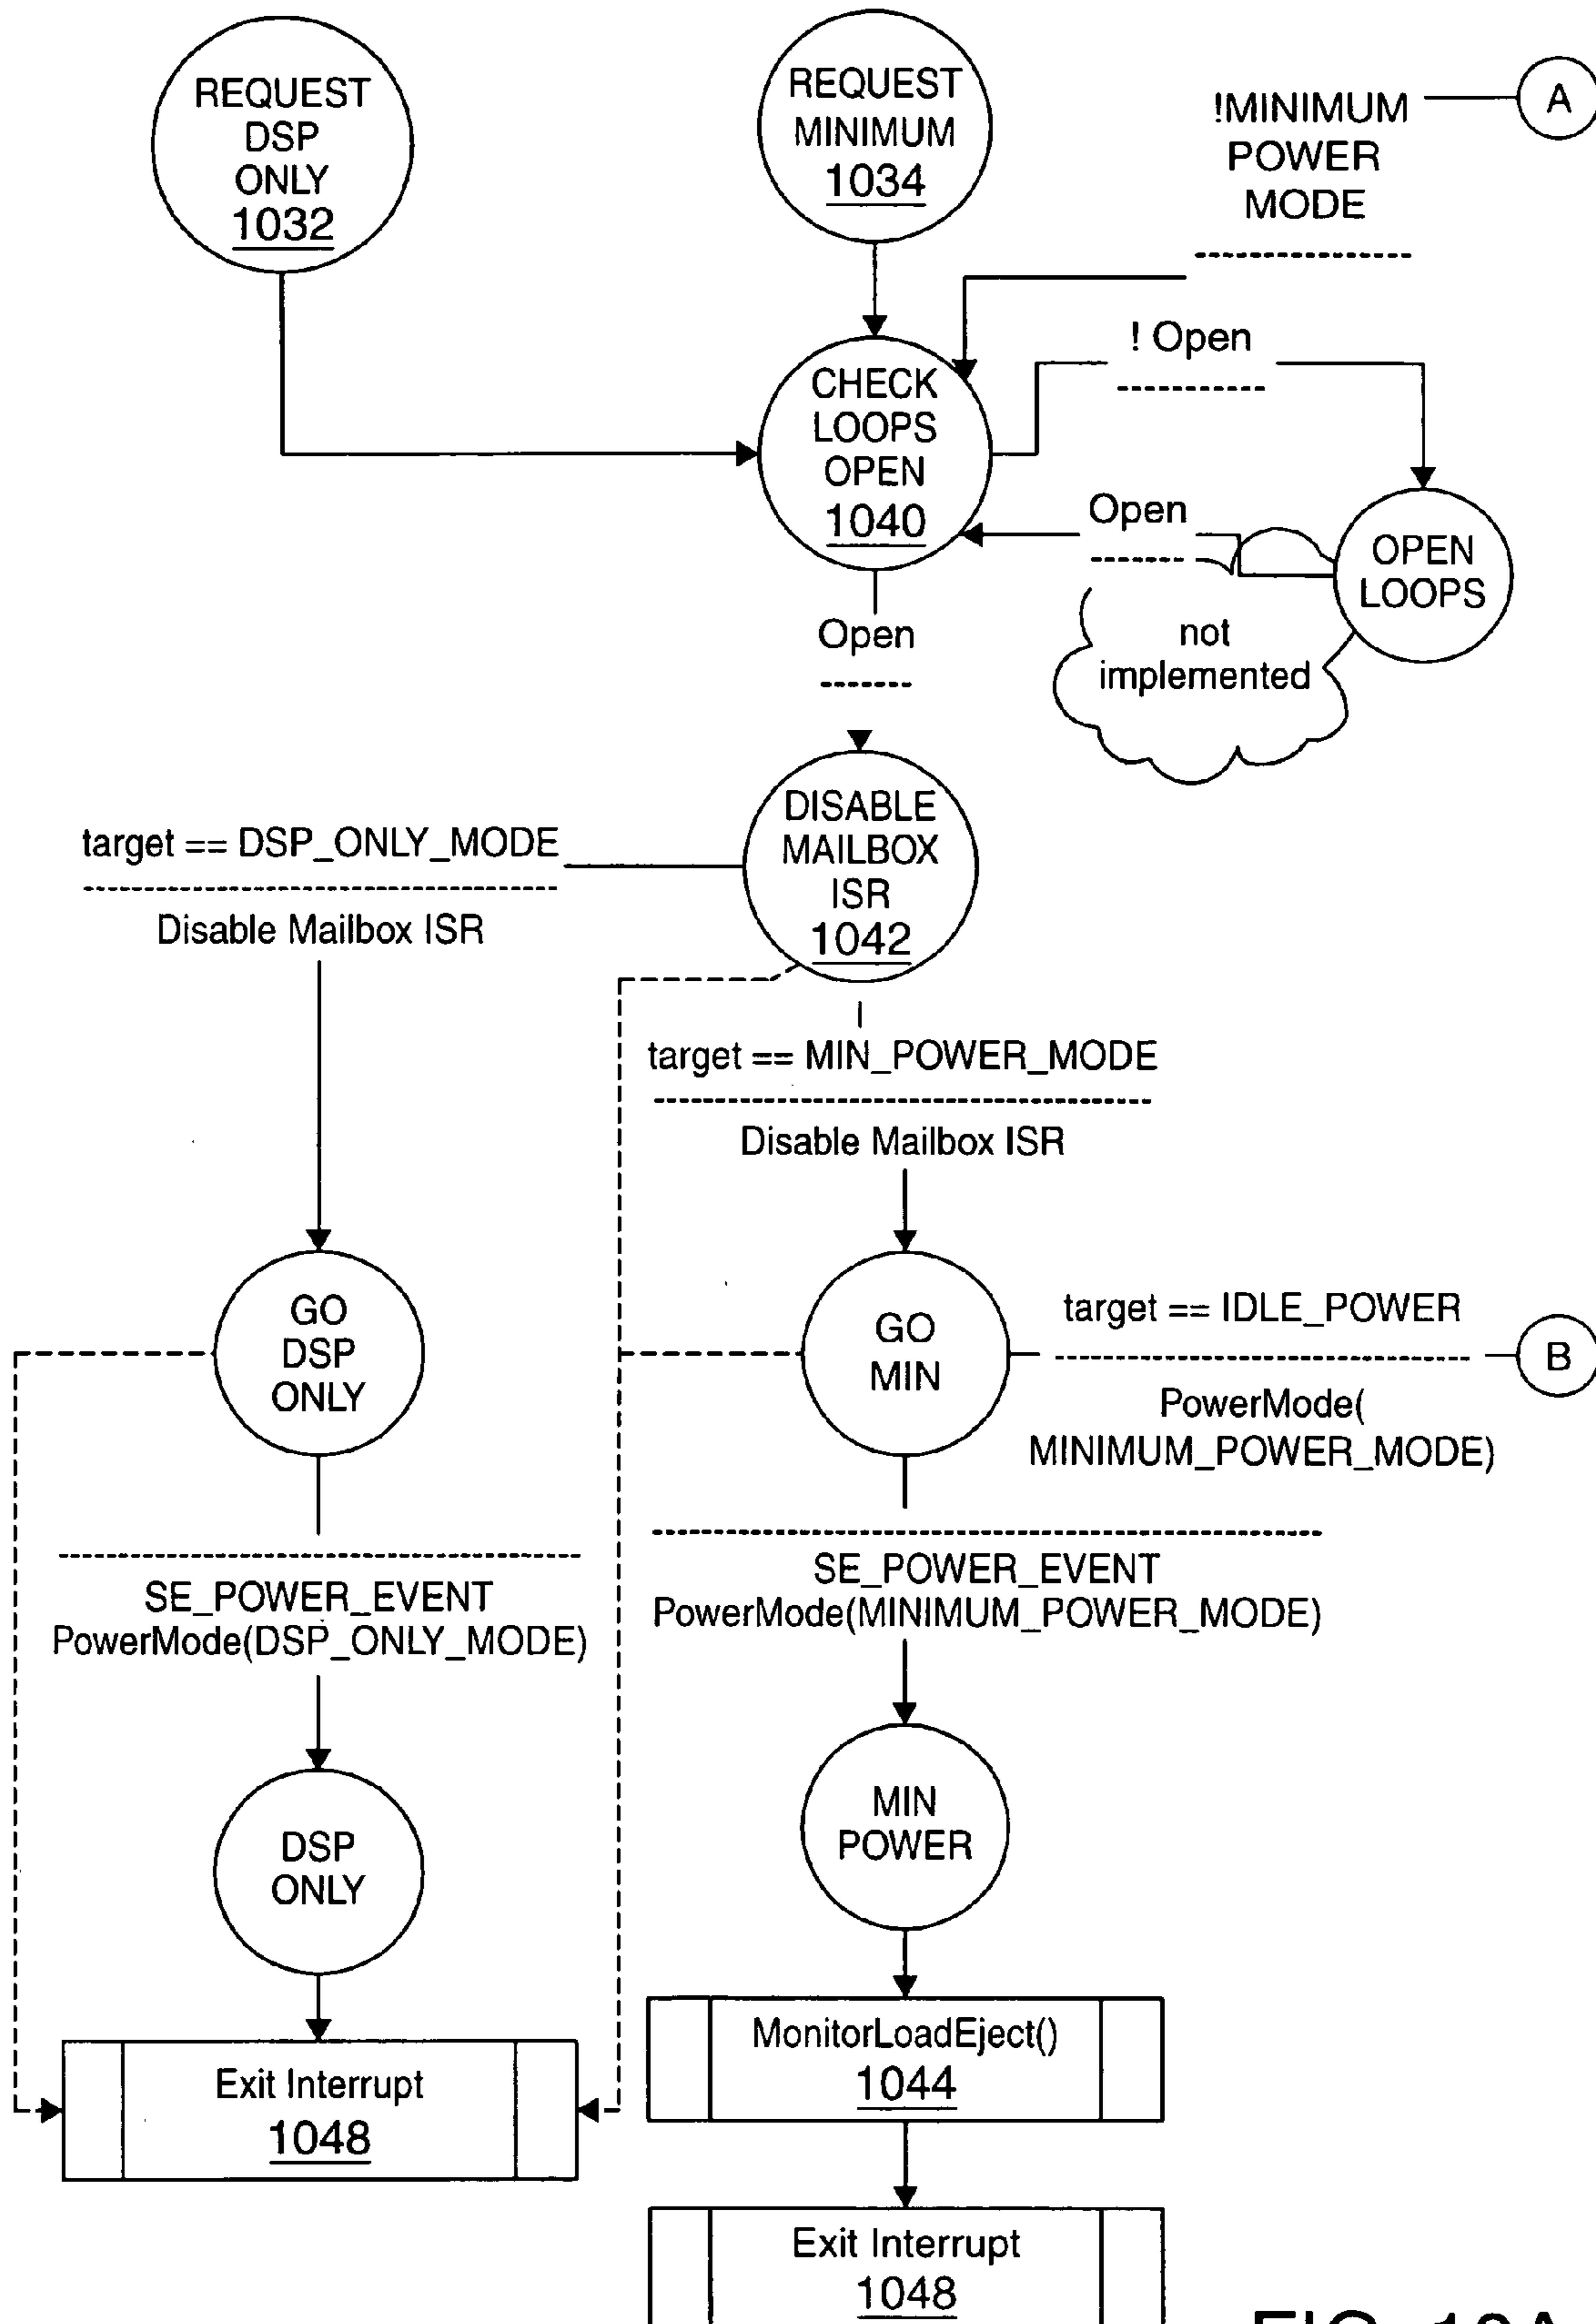 REQUEST
DSP
ONLY
1032
REQUEST
MINIMUM
1034
!MINIMUM
POWER
MODE
A
CHECK
LOOPS
OPEN
1040
! Open
Open
OPEN
LOOPS
not
implemented
Open
DISABLE
MAILBOX
ISR
1042
target == DSP_ONLY_MODE
Disable Mailbox ISR
target == MIN_POWER_MODE
Disable Mailbox ISR
GO
DSP
ONLY
GO
MIN
target == IDLE_POWER
B
PowerMode(
MINIMUM_POWER_MODE)
SE_POWER_EVENT
PowerMode(DSP_ONLY_MODE)
SE_POWER_EVENT
PowerMode(MINIMUM_POWER_MODE)
DSP
ONLY
MIN
POWER
Exit Interrupt
1048
MonitorLoadEject()
1044
Exit Interrupt
1048